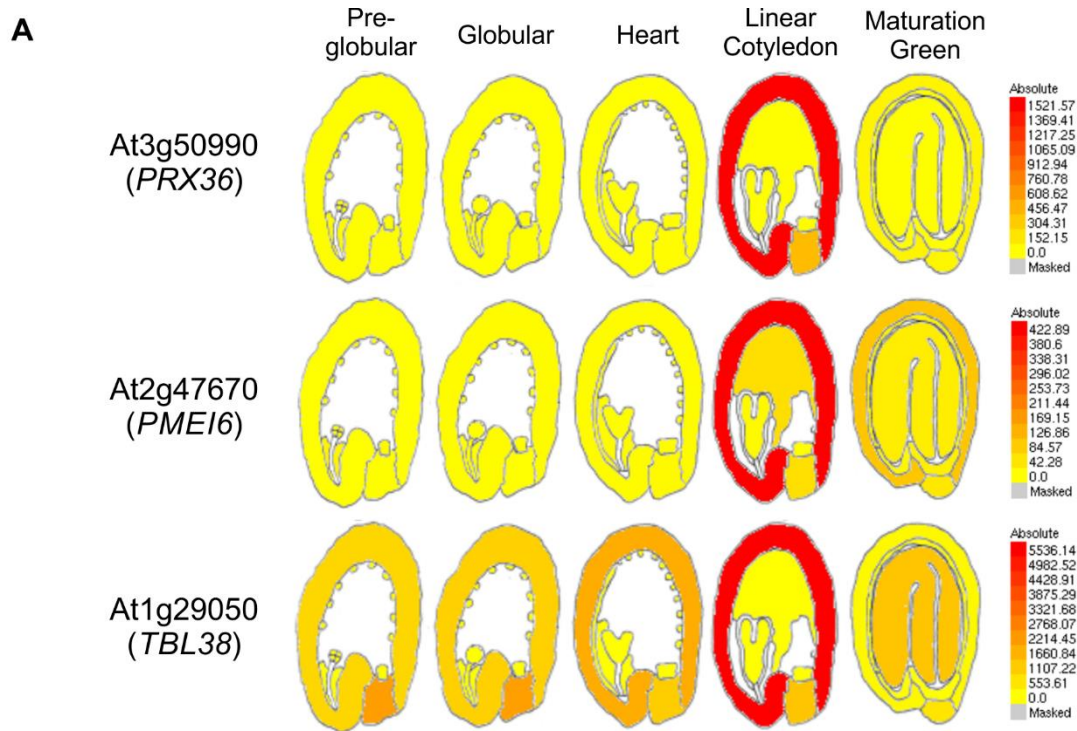 A
Pre-
globular
Globular
Heart
Linear
Cotyledon
Maturation
Green
At3g50990
(PRX36)
Absolute
1521.57
1369.41
1217.25
1065.09
912.94
760.78
608.62
456.47
304.31
152.15
0.0
Masked
At2g47670
(PMEI6)
Absolute
422.89
380.6
338.31
296.02
253.73
211.44
169.15
126.86
84.57
42.28
0.0
Masked
At1g29050
(TBL38)
Absolute
5536.14
4982.52
4428.91
3875.29
3321.68
2768.07
2214.45
1660.84
1107.22
553.61
0.0
Masked